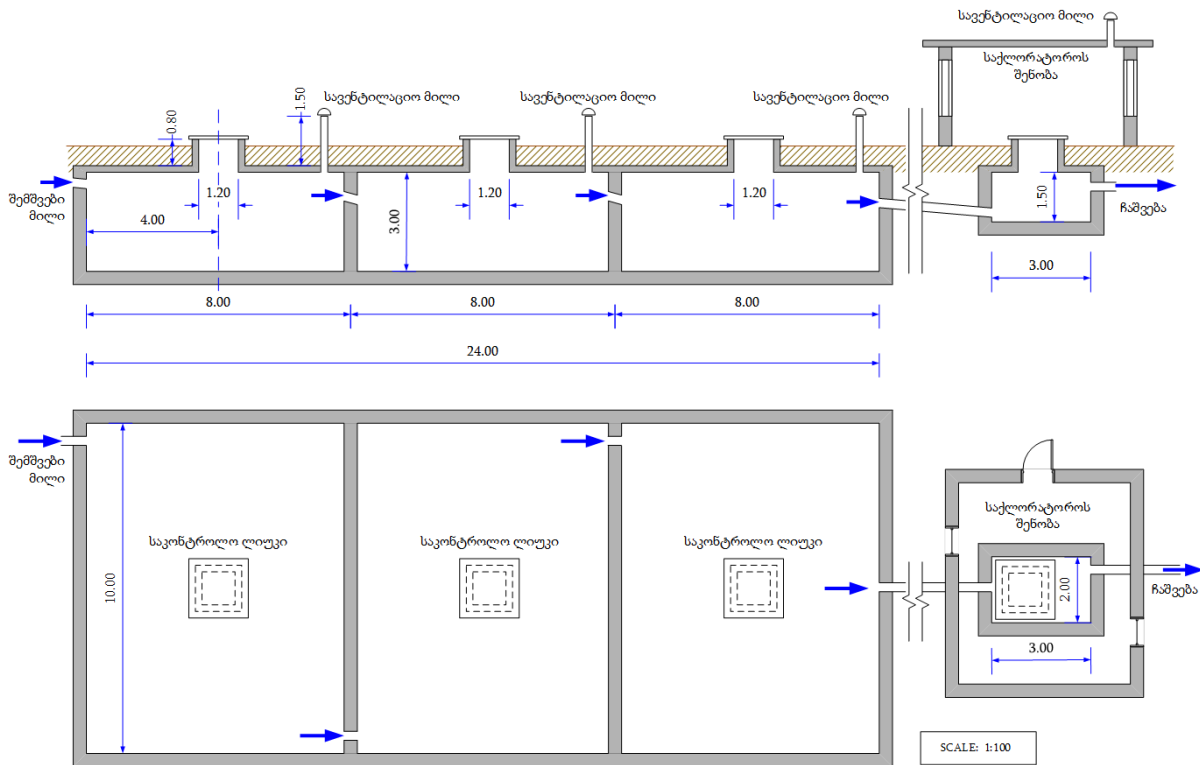 სავენტილაციო მილი
საქლორატოროს
შენობა
0.80
1.50
სავენტილაციო მილი
სავენტილაციო მილი
სავენტილაციო მილი
შემშვები
მილი
1.20
1.20
1.20
4.00
3.00
1.50
ჩაშვება
3.00
8.00
8.00
8.00
24.00
შემშვები
მილი
საკონტროლო ლიუკი
საკონტროლო ლიუკი
საკონტროლო ლიუკი
10.00
საქლორატოროს
შენობა
2.00
ჩაშვება
3.00
SCALE: 1:100